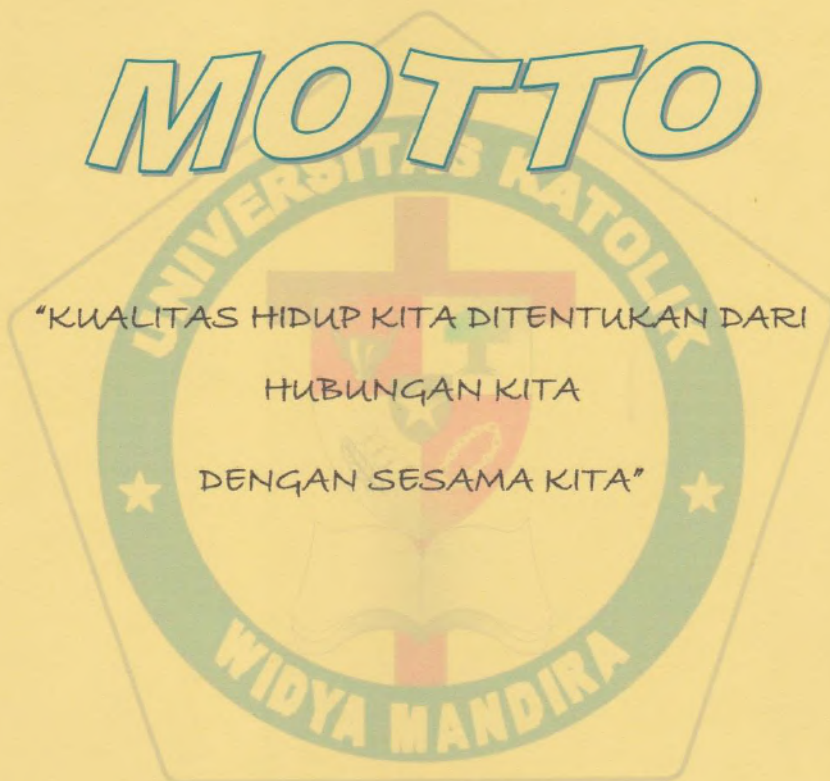 MOTTO
UNIVERSITAS KATOLIK
"KUALITAS HIDUP KITA DITENTUKAN DARI
HUBUNGAN KITA
DENGAN SESAMA KITA"
WIDYA MANDIRA